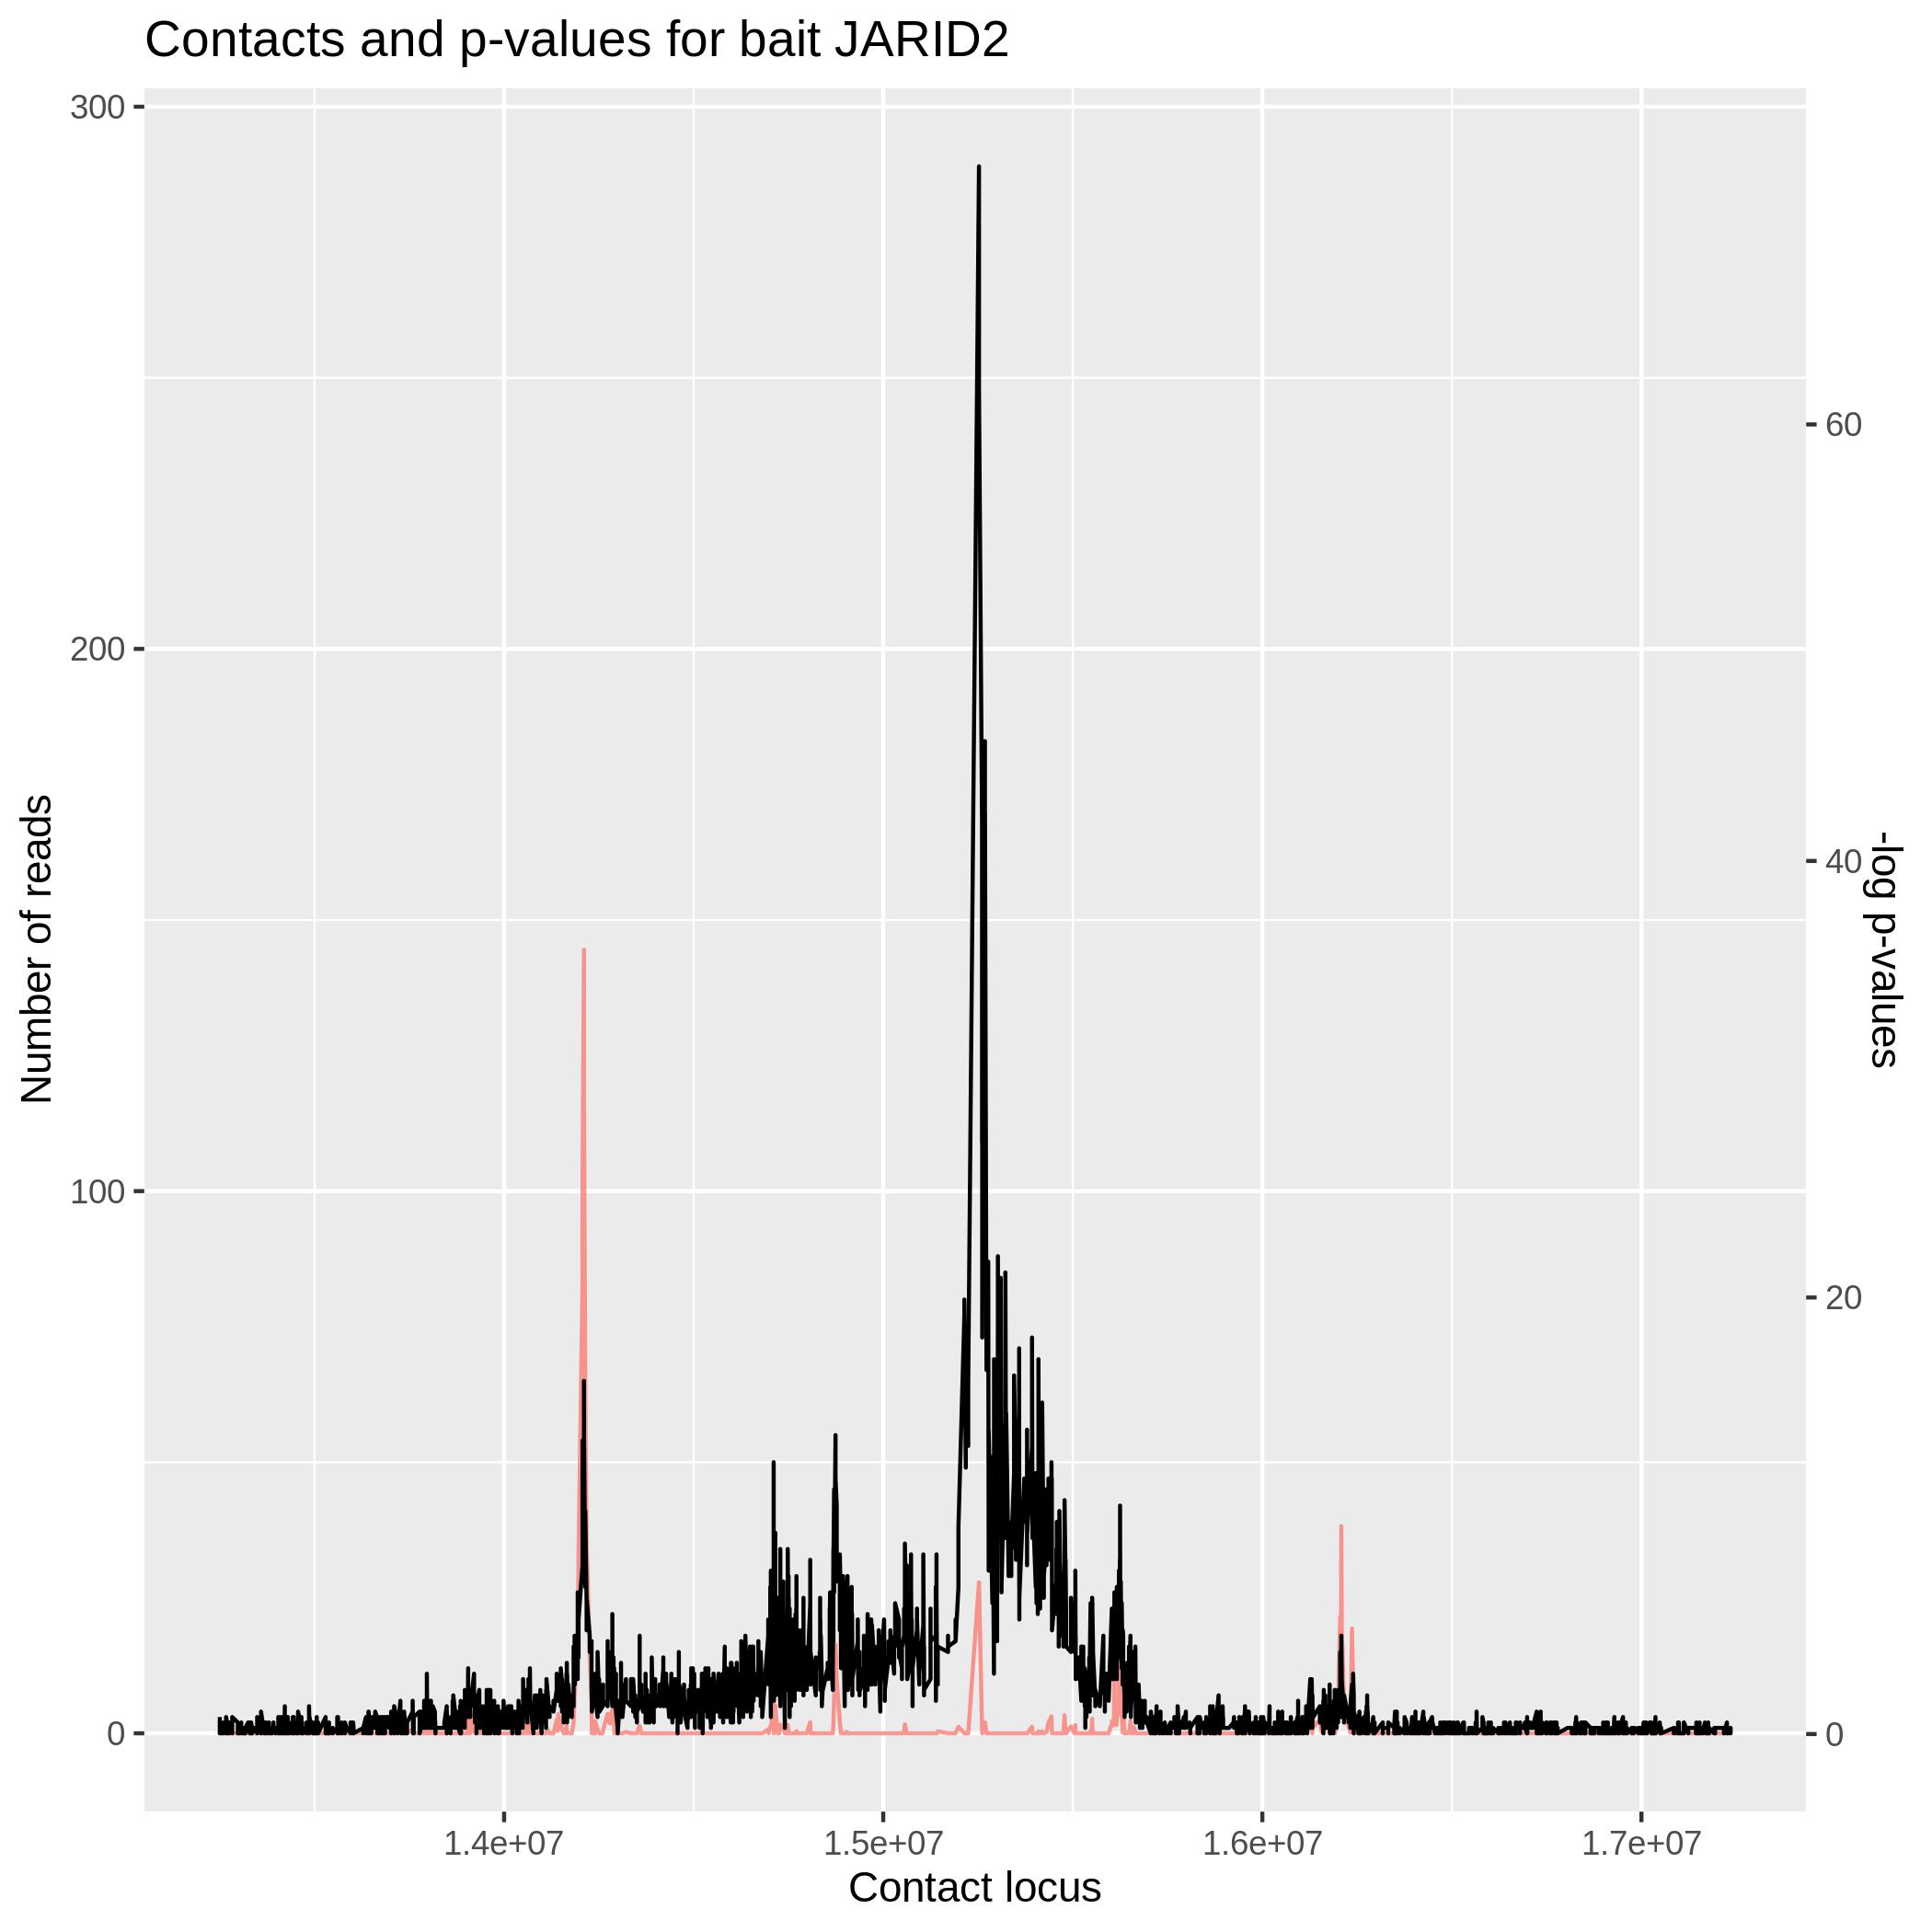 Contacts and p-values for bait JARID2
300
200
100
0
Number of reads
60
40
20
0
-log p-values
1.4e+07
1.5e+07
1.6e+07
1.7e+07
Contact locus